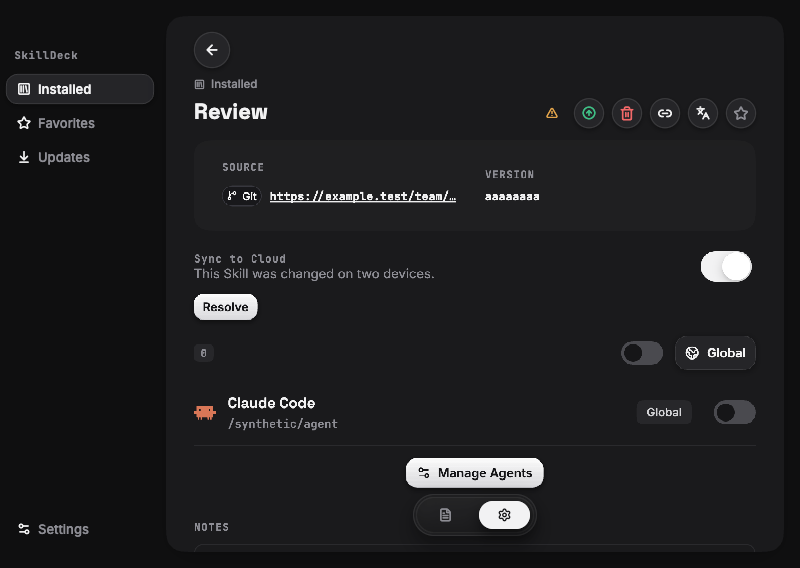 SkillDeck
Installed
Favorites
Updates
Settings
Installed
Review
SOURCE
VERSION
Git https://example.test/team/…
aaaaaaaa
Sync to Cloud
This Skill was changed on two devices.
Resolve
0
Global
Claude Code
/synthetic/agent
Global
Manage Agents
NOTES